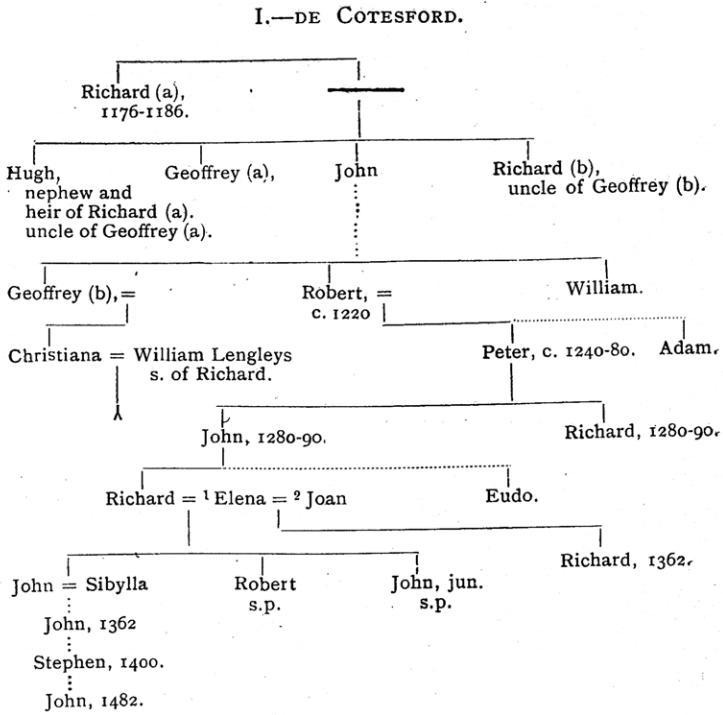 I.—DE COTESFORD.
Richard (a),
1176-1186.
Hugh,
nephew and
heir of Richard (a).
uncle of Geoffrey (a).
Geoffrey (a),
John
Richard (b),
uncle of Geoffrey (b).
Geoffrey (b), =
Robert, =
c. 1220
William.
Christiana = William Lengleys
s. of Richard.
Peter, c. 1240-80.
Adam.
John, 1280-90.
Richard, 1280-90.
Richard = ¹ Elena = ² Joan
Eudo.
Richard, 1362.
John = Sibylla
Robert
s.p.
John, jun.
s.p.
John, 1362
Stephen, 1400.
John, 1482.